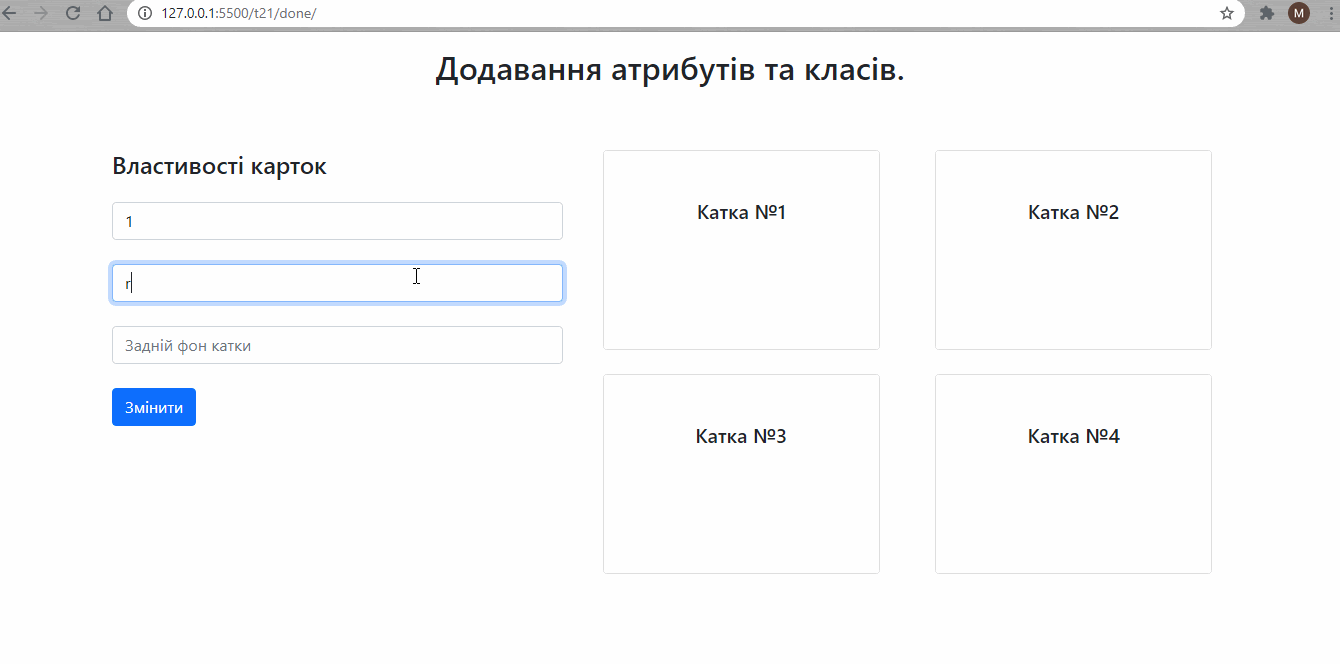 127.0.0.1:5500/t21/done/
M
Додавання атрибутів та класів.
Властивості карток
1
r
Задній фон катки
Змінити
Катка №1
Катка №2
Катка №3
Катка №4